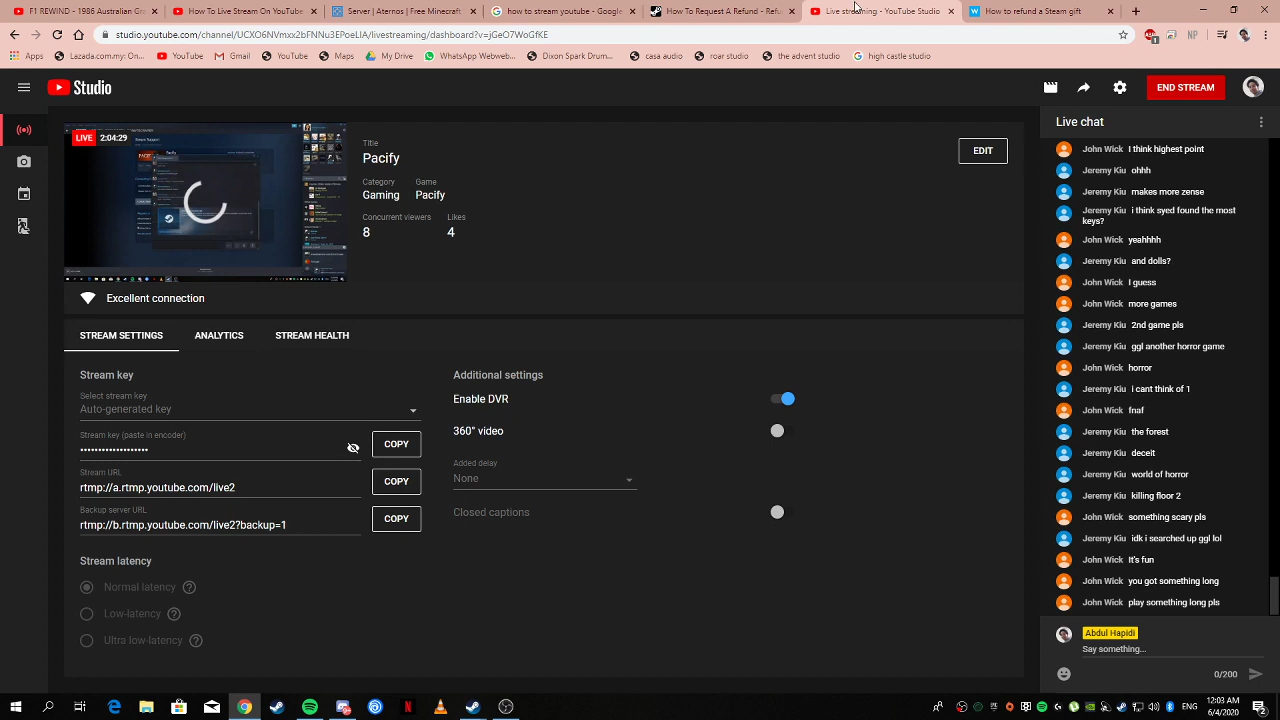 F1 REWIND | 1986 Australian Gr
How To Live Stream On YouTube
Server | Aternos | Free Minecraft
how to stream youtube - Google
How To Request A Refund - Refu
Live streaming - YouTube Studio
How to refund a Steam gift
studio.youtube.com/channel/UCXO6NVmxx2bFNNu3EPoeLIA/livestreaming/dashboard?v=jGeO7WoGfKE
Apps
Lazada.com.my: On...
YouTube
Gmail
YouTube
Maps
My Drive
WhatsApp Webmail...
Dixon Spark Drum...
casa audio
roar studio
the advent studio
high castle studio
Studio
END STREAM
LIVE 2:04:29
Title
Pacify
EDIT
Category Game
Gaming Pacify
Concurrent viewers Likes
8 4
Excellent connection
STREAM SETTINGS ANALYTICS STREAM HEALTH
Stream key
Select stream key
Auto-generated key
Stream key (paste in encoder)
COPY
Stream URL
rtmp://a.rtmp.youtube.com/live2
COPY
Backup server URL
rtmp://b.rtmp.youtube.com/live2?backup=1
COPY
Stream latency
Normal latency
Low-latency
Ultra low-latency
Additional settings
Enable DVR
360° video
Added delay
None
Closed captions
Live chat
John Wick I think highest point
Jeremy Kiu ohhh
Jeremy Kiu makes more zense
Jeremy Kiu i think syed found the most
keys?
John Wick yeahhhh
Jeremy Kiu and dolls?
John Wick I guess
John Wick more games
Jeremy Kiu 2nd game pls
Jeremy Kiu ggl another horror game
John Wick horror
Jeremy Kiu i cant think of 1
John Wick fnaf
Jeremy Kiu the forest
Jeremy Kiu deceit
Jeremy Kiu world of horror
Jeremy Kiu killing floor 2
John Wick something scary pls
Jeremy Kiu idk i searched up ggl lol
John Wick It's fun
John Wick you got something long
John Wick play something long pls
Abdul Hapidi
Say something...
0/200
ENG
12:03 AM
6/4/2020